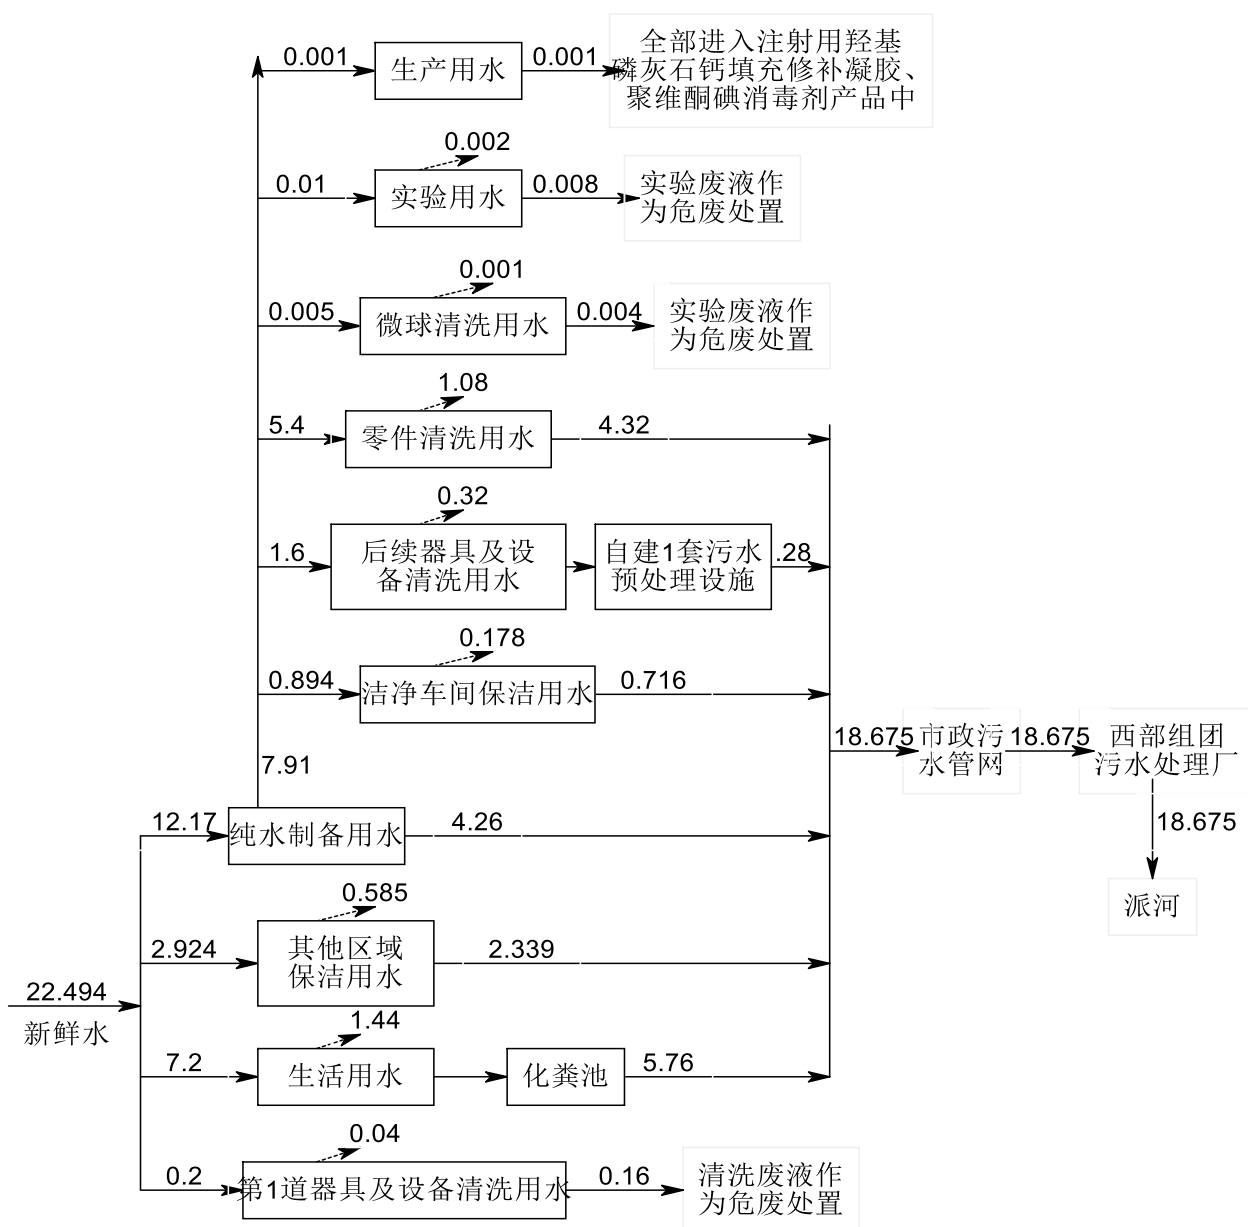 0.001
生产用水
0.001
全部进入注射用羟基
磷灰石钙填充修补凝胶、
聚维酮碘消毒剂产品中
0.002
0.01
实验用水
0.008
实验废液作
为危废处置
0.001
0.005
微球清洗用水
0.004
实验废液作
为危废处置
1.08
5.4
零件清洗用水
4.32
0.32
1.6
后续器具及设
备清洗用水
自建1套污水
预处理设施
.28
0.178
0.894
洁净车间保洁用水
0.716
18.675
市政污
水管网
18.675
西部组团
污水处理厂
7.91
12.17
纯水制备用水
4.26
18.675
派河
0.585
2.924
其他区域
保洁用水
2.339
22.494
新鲜水
1.44
7.2
生活用水
化粪池
5.76
0.04
0.2
第1道器具及设备清洗用水
0.16
清洗废液作
为危废处置